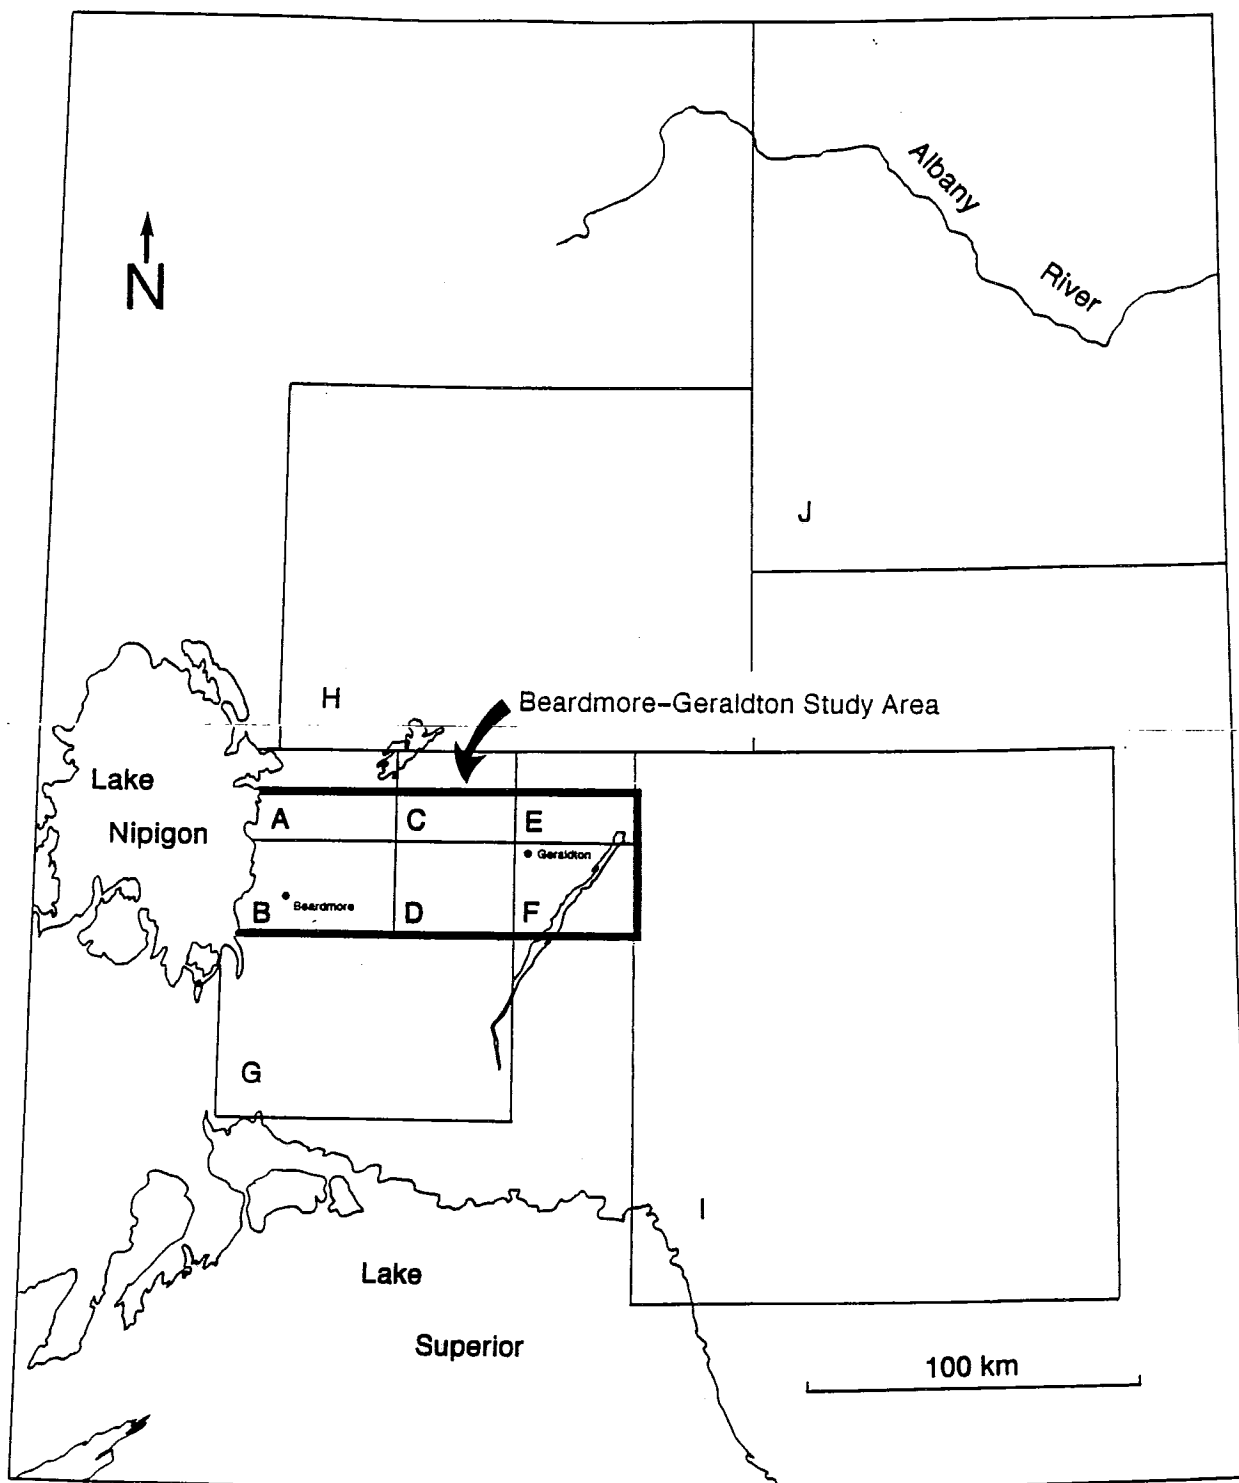 Albany
River
N
J
H
Beardmore-Geraldton Study Area
Lake
Nipigon
A
C
E
Geraldton
B
Beardmore
D
F
G
I
Lake
Superior
100 km